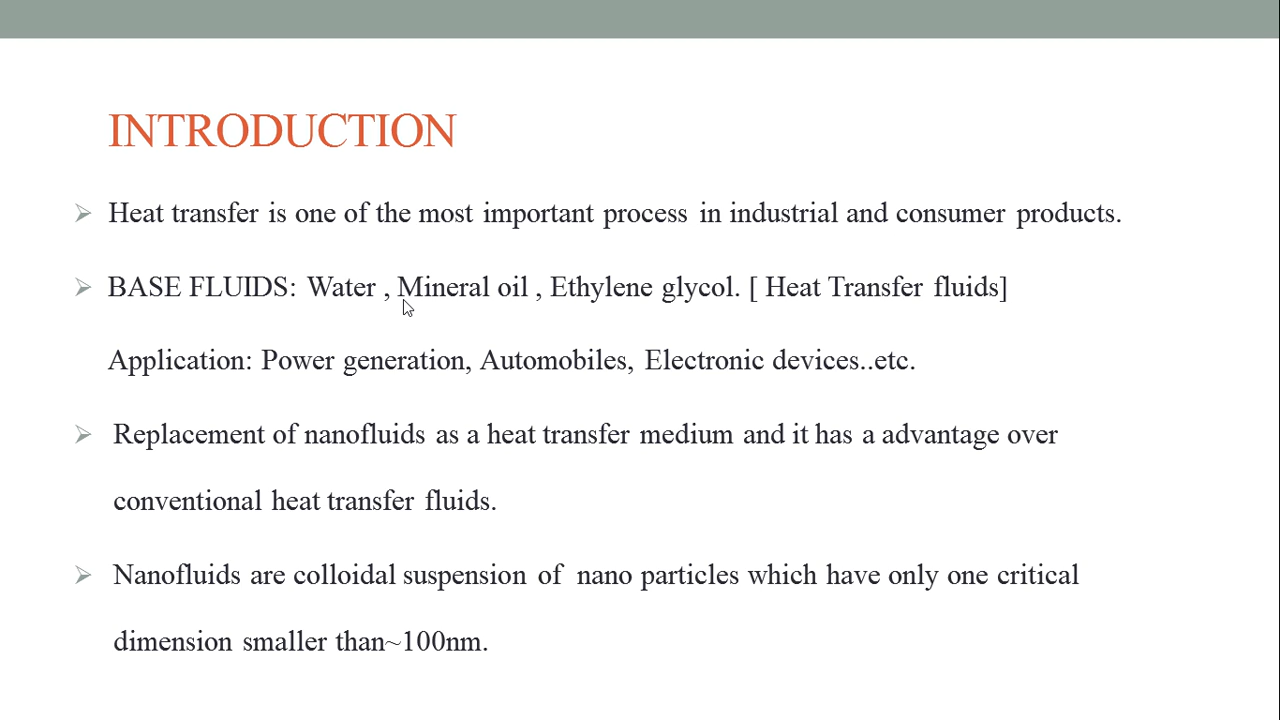 INTRODUCTION
Heat transfer is one of the most important process in industrial and consumer products.
BASE FLUIDS: Water , Mineral oil , Ethylene glycol. [ Heat Transfer fluids]
Application: Power generation, Automobiles, Electronic devices..etc.
Replacement of nanofluids as a heat transfer medium and it has a advantage over
conventional heat transfer fluids.
Nanofluids are colloidal suspension of nano particles which have only one critical
dimension smaller than~100nm.